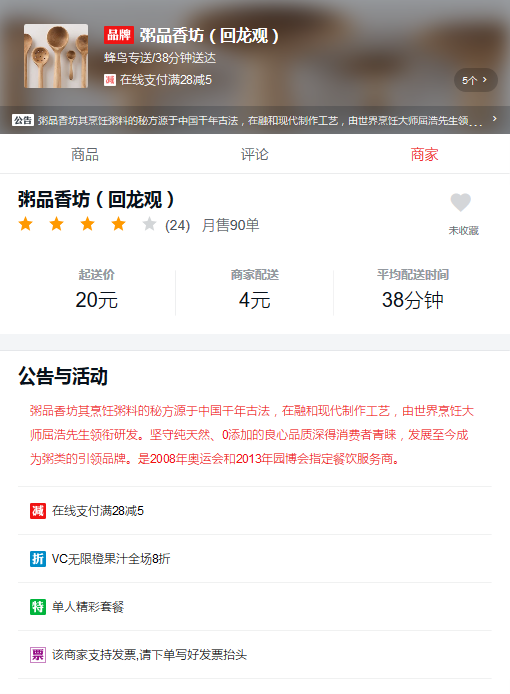 品牌 粥品香坊（回龙观）
蜂鸟专送/38分钟送达
减 在线支付满28减5
5个 >
公告 粥品香坊其烹饪粥料的秘方源于中国千年古法，在融和现代制作工艺，由世界烹饪大师屈浩先生领... >
商品 评论 商家
粥品香坊（回龙观）
(24) 月售90单
未收藏
起送价 商家配送 平均配送时间
20元 4元 38分钟
公告与活动
粥品香坊其烹饪粥料的秘方源于中国千年古法，在融和现代制作工艺，由世界烹饪大
师屈浩先生领衔研发。坚守纯天然、0添加的良心品质深得消费者青睐，发展至今成
为粥类的引领品牌。是2008年奥运会和2013年园博会指定餐饮服务商。
减 在线支付满28减5
折 VC无限橙果汁全场8折
特 单人精彩套餐
票 该商家支持发票,请下单写好发票抬头